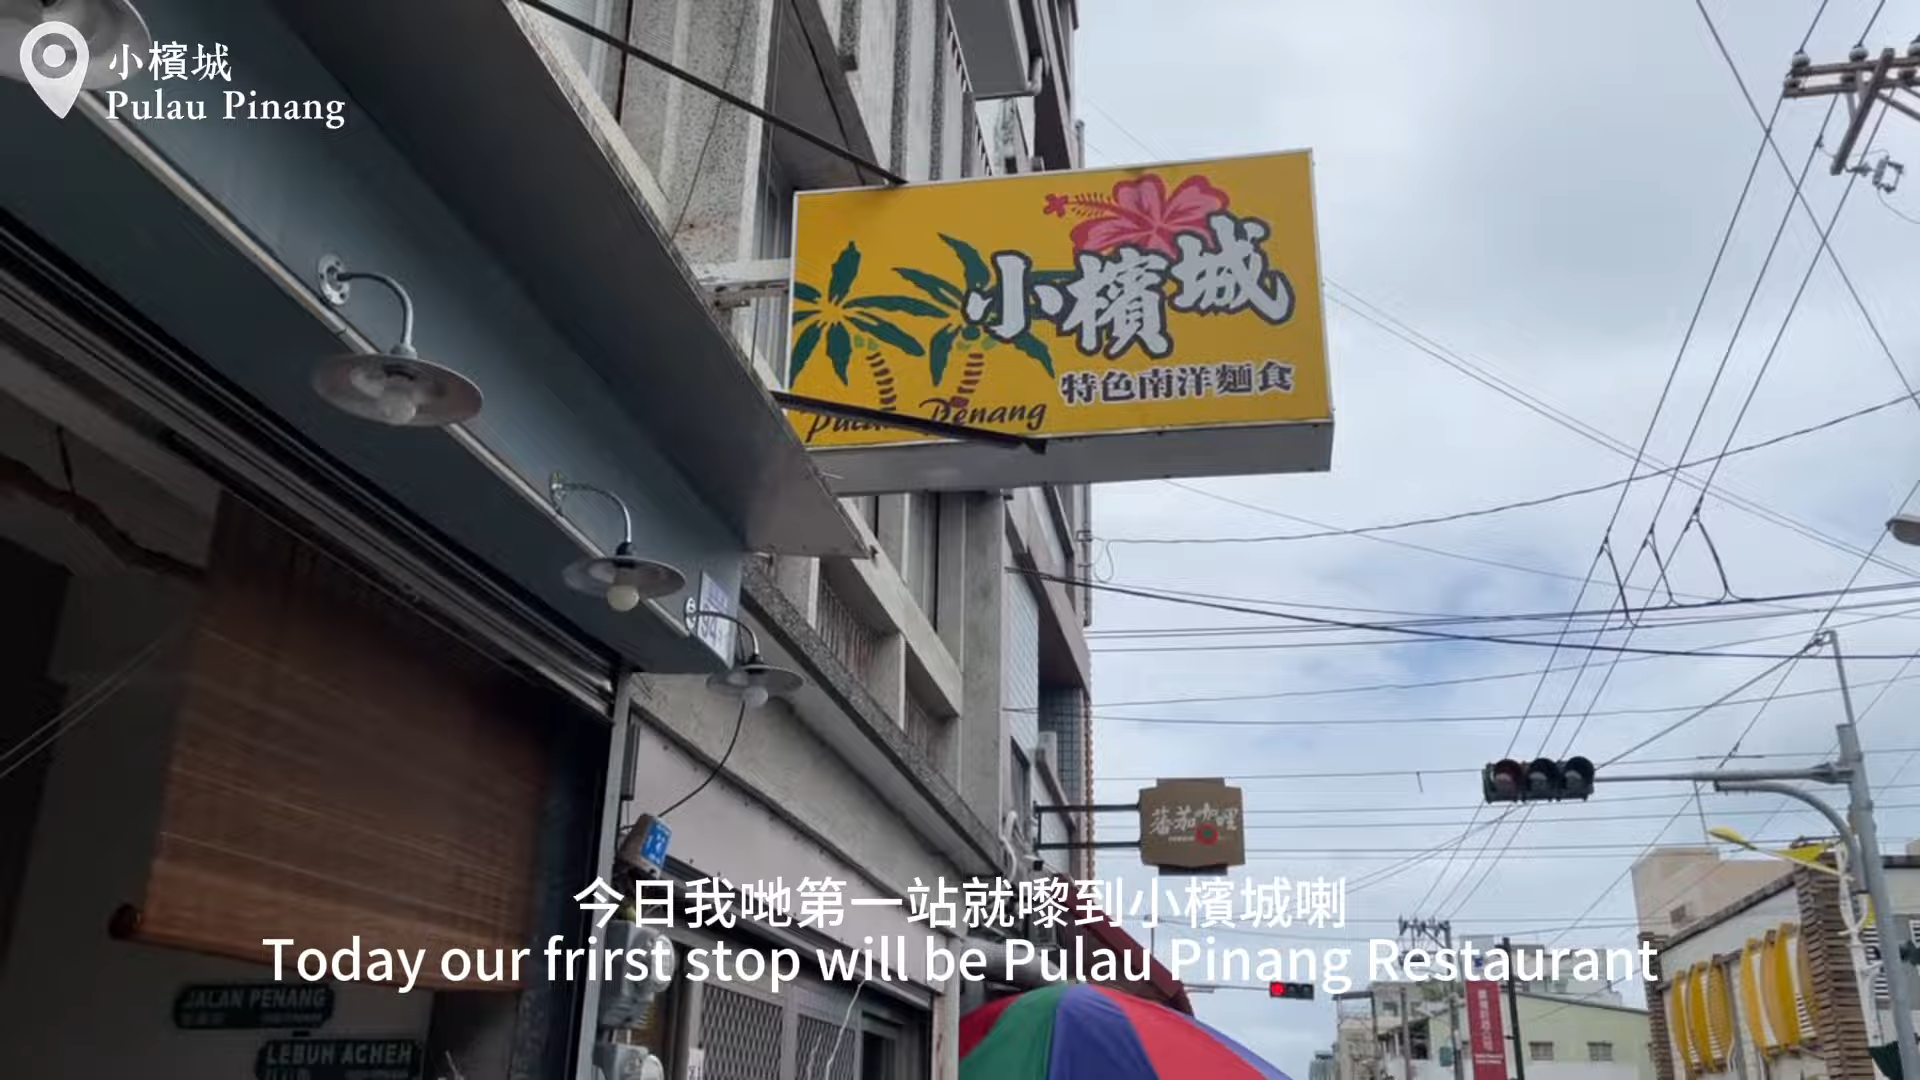 小檳城
Pulau Pinang
小檳城
特色南洋麵食
Penang
94
蕃茄咖哩
今日我哋第一站就嚟到小檳城喇
Today our frirst stop will be Pulau Pinang Restaurant
JALAN PENANG
LEBUH ACHEH